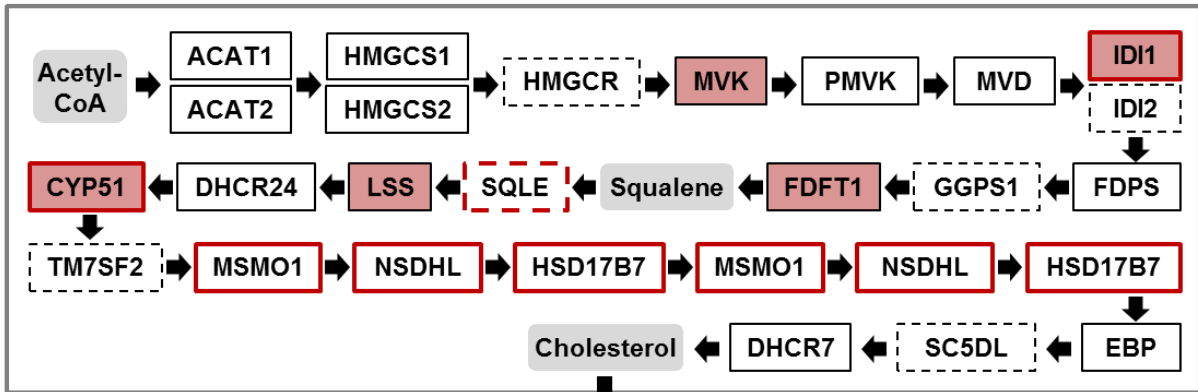 Acetyl-
CoA
ACAT1
ACAT2
HMGCS1
HMGCS2
HMGCR
MVK
PMVK
MVD
IDI1
IDI2
CYP51
DHCR24
LSS
SQLE
Squalene
FDFT1
GGPS1
FDPS
TM7SF2
MSMO1
NSDHL
HSD17B7
MSMO1
NSDHL
HSD17B7
Cholesterol
DHCR7
SC5DL
EBP